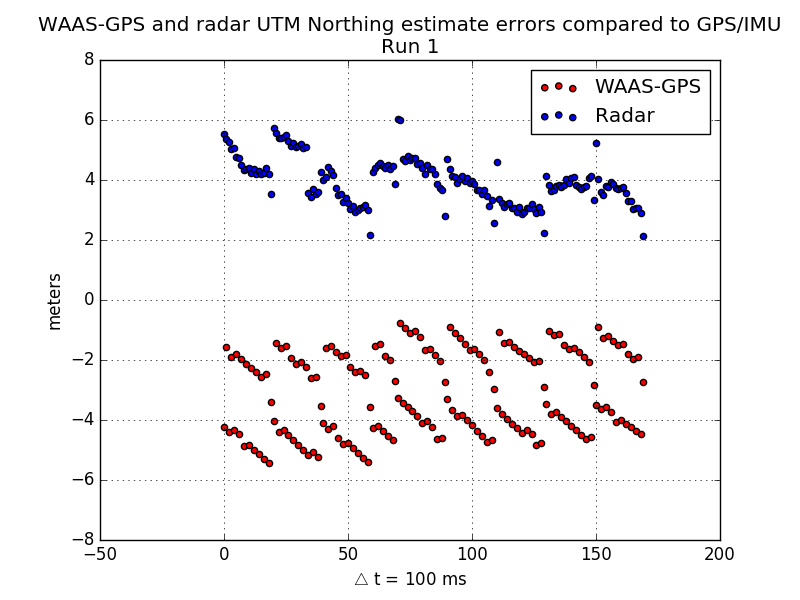 WAAS-GPS and radar UTM Northing estimate errors compared to GPS/IMU
Run 1
WAAS-GPS
Radar
8
6
4
2
0
−2
−4
−6
−8
meters
−50
0
50
100
150
200
△ t = 100 ms